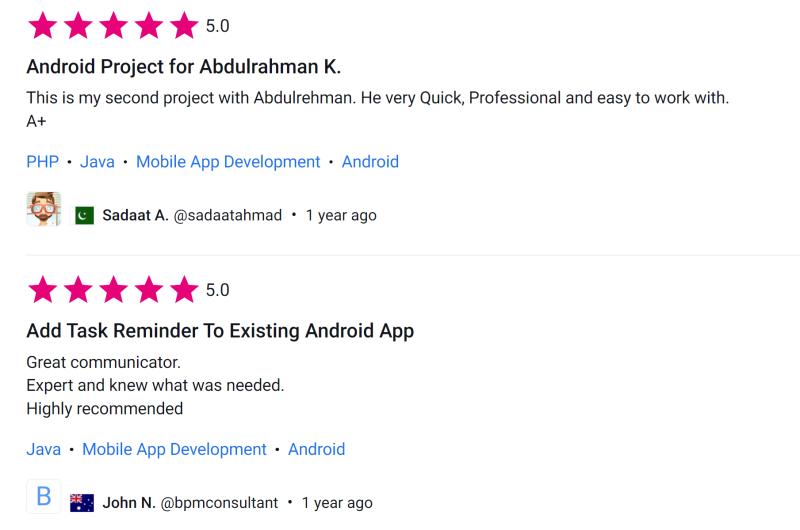 5.0
Android Project for Abdulrahman K.
This is my second project with Abdulrehman. He very Quick, Professional and easy to work with.
A+
PHP • Java • Mobile App Development • Android
Sadaat A. @sadaatahmad • 1 year ago
5.0
Add Task Reminder To Existing Android App
Great communicator.
Expert and knew what was needed.
Highly recommended
Java • Mobile App Development • Android
B John N. @bpmconsultant • 1 year ago